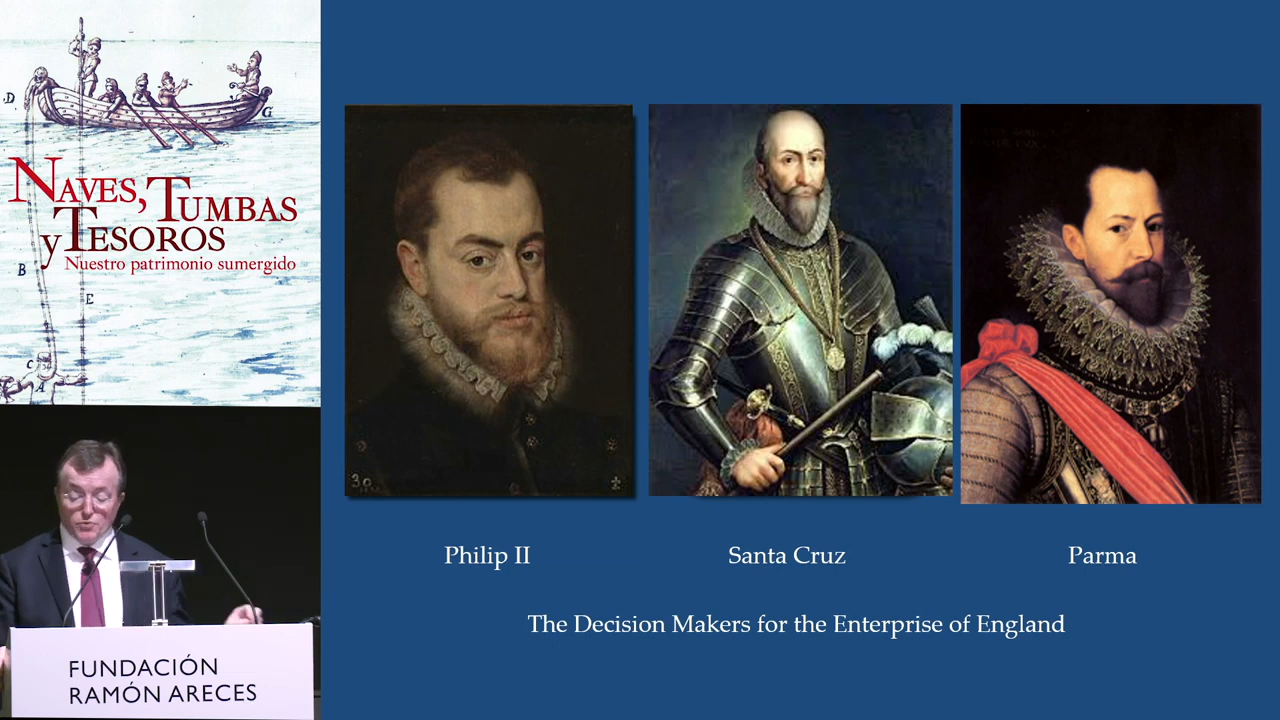 D
G
NAVES, TUMBAS
y TESOROS
Nuestro patrimonio sumergido
B
E
C
A
FUNDACIÓN
RAMÓN ARECES
30
Philip II
Santa Cruz
Parma
The Decision Makers for the Enterprise of England